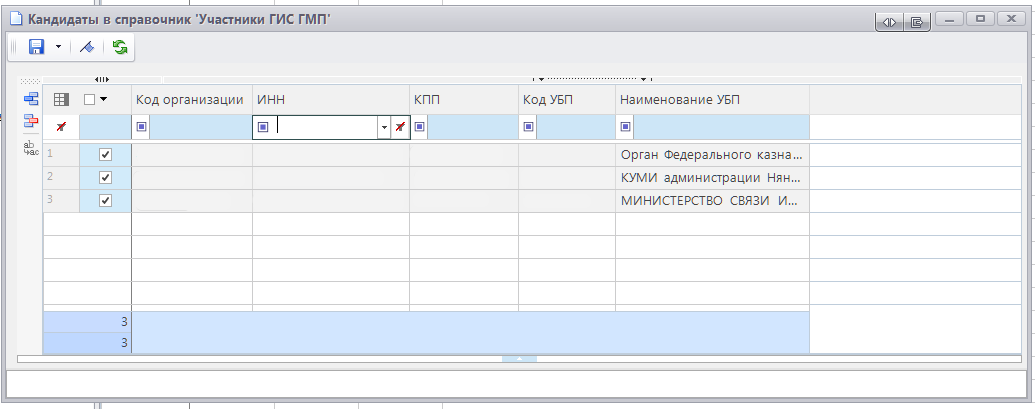 Кандидаты в справочник 'Участники ГИС ГМП'
Код организации ИНН КПП Код УБП Наименование УБП
1 Орган Федерального казна...
2 КУМИ администрации Нян...
3 МИНИСТЕРСТВО СВЯЗИ И...
3
3